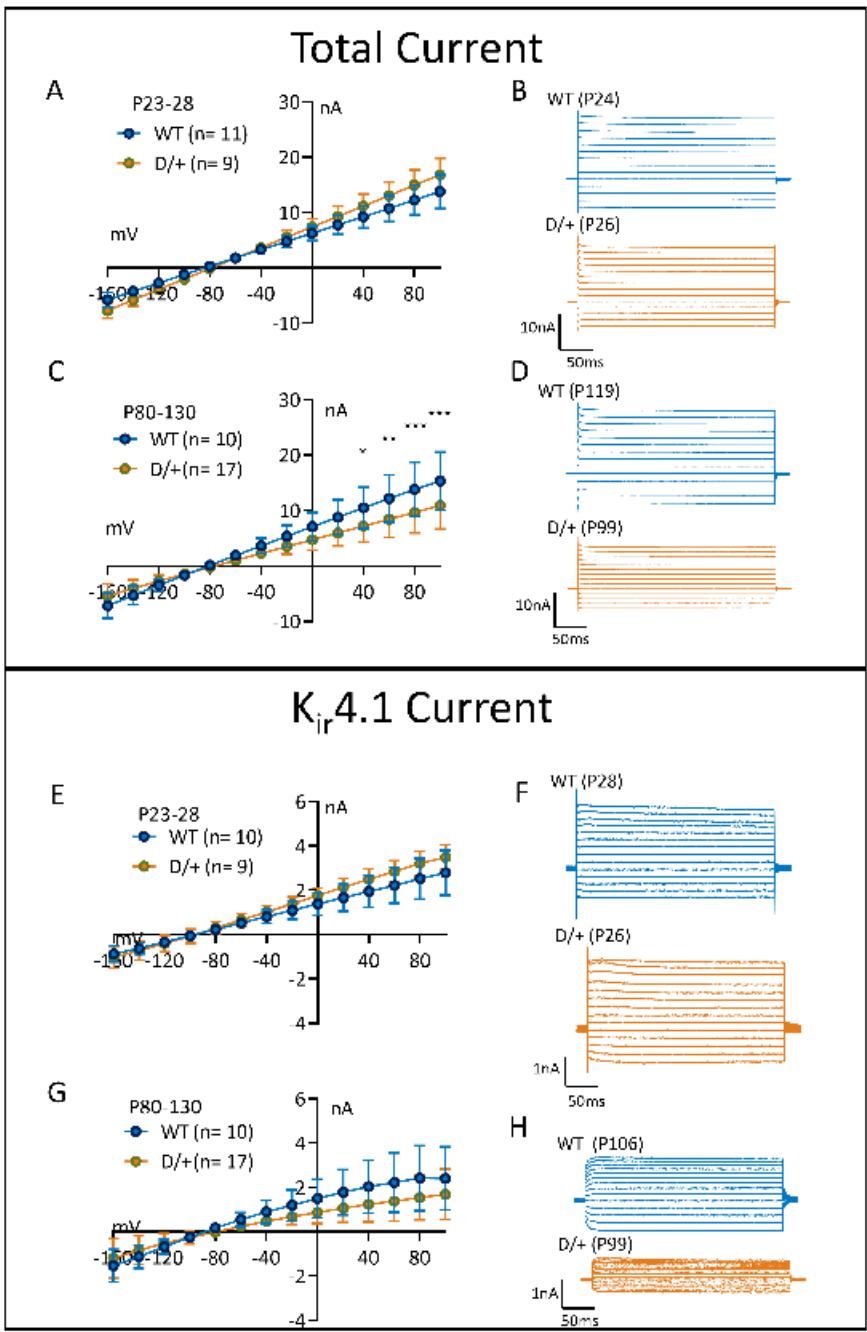 Total Current
A
P23-28
WT (n= 11)
D/+ (n= 9)
nA
30
20
10
-10
mV
-160 -120 -80 -40 40 80
B
WT (P24)
D/+ (P26)
10nA
50ms
C
P80-130
WT (n= 10)
D/+(n= 17)
nA
30
20
10
-10
mV
-160 -120 -80 -40 40 80
* ** *** ***
D
WT (P119)
D/+ (P99)
10nA
50ms
Kir4.1 Current
E
P23-28
WT (n= 10)
D/+ (n= 9)
nA
6
4
2
-2
-4
mV
-160 -120 -80 -40 40 80
F
WT (P28)
D/+ (P26)
1nA
50ms
G
P80-130
WT (n= 10)
D/+(n= 17)
nA
6
4
2
-2
-4
mV
-160 -120 -80 -40 40 80
H
WT (P106)
D/+ (P99)
1nA
50ms